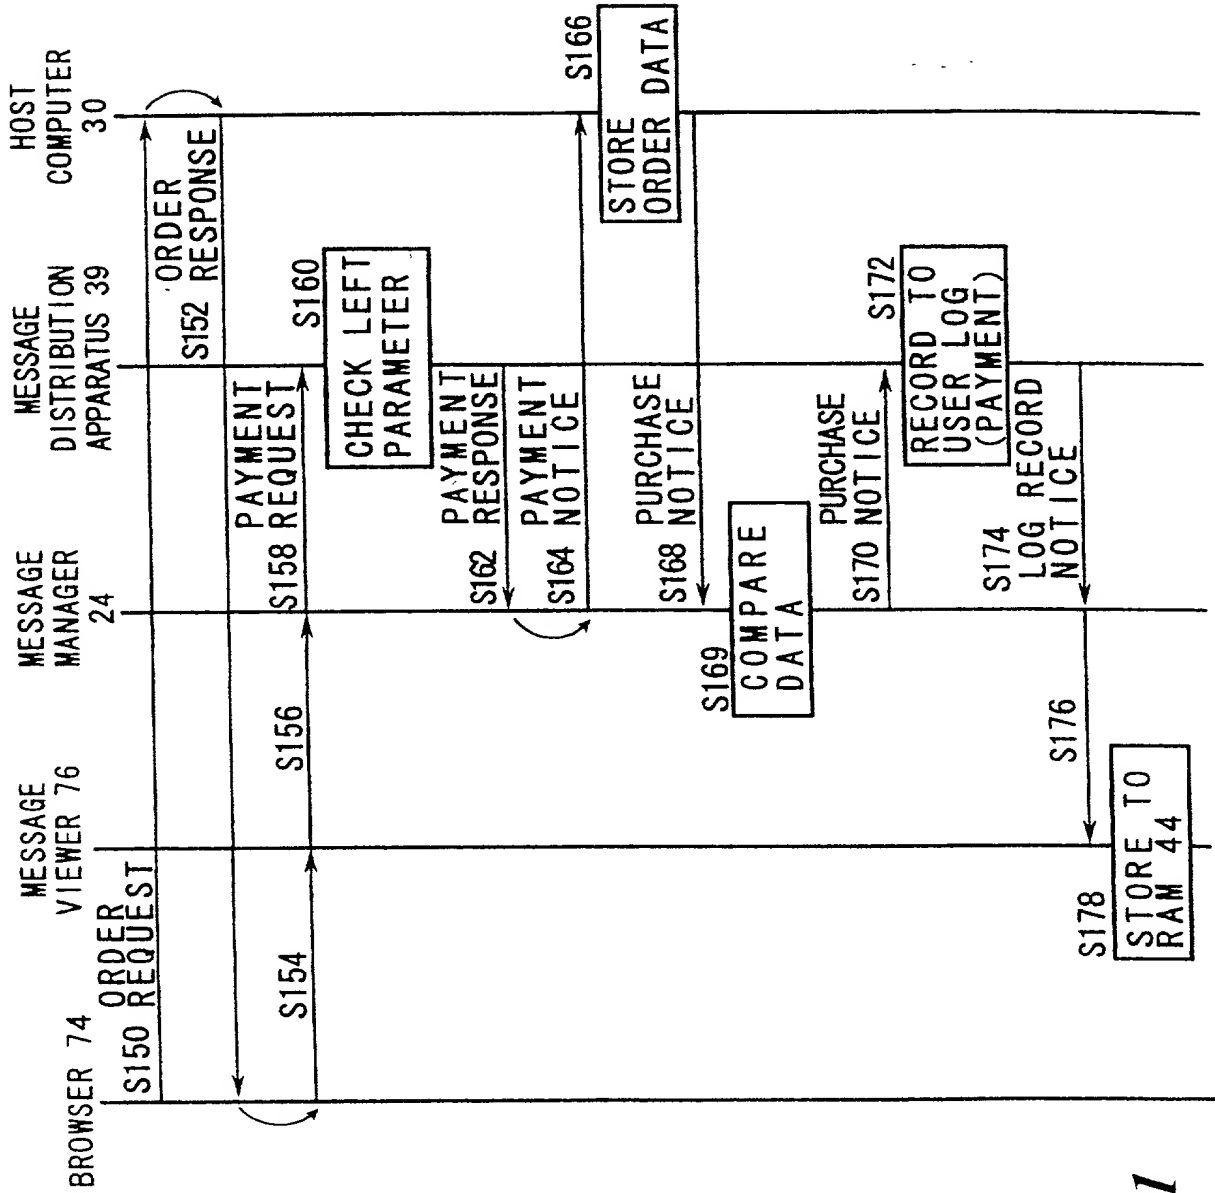 BROWSER 74
MESSAGE
VIEWER 76
MESSAGE
MANAGER
24
MESSAGE
DISTRIBUTION
APPARATUS 39
HOST
COMPUTER
30
ORDER
S150 REQUEST
ORDER
S152 RESPONSE
S154
S156
PAYMENT
S158 REQUEST
S160
CHECK LEFT
PARAMETER
PAYMENT
S162 RESPONSE
PAYMENT
S164 NOTICE
S166
STORE
ORDER DATA
PURCHASE
S168 NOTICE
S169
COMPARE
DATA
PURCHASE
S170 NOTICE
S172
RECORD TO
USER LOG
(PAYMENT)
S174
LOG RECORD
NOTICE
S176
S178
STORE TO
RAM 44